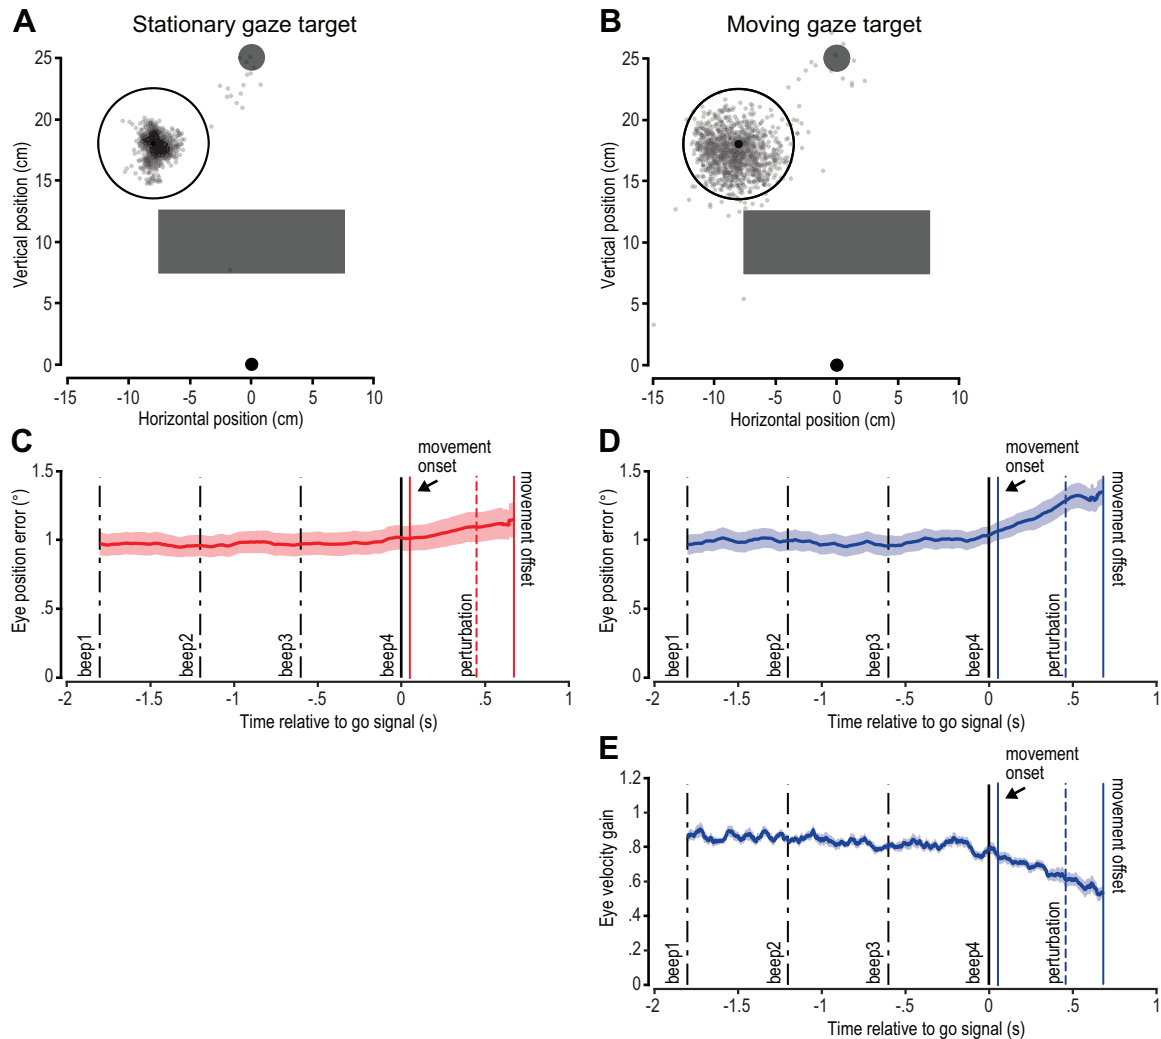 A
Stationary gaze target
25
20
15
10
5
0
Vertical position (cm)
-15
-10
-5
0
5
10
Horizontal position (cm)
B
Moving gaze target
25
20
15
10
5
0
Vertical position (cm)
-15
-10
-5
0
5
10
Horizontal position (cm)
C
movement
onset
1.5
1
.5
0
Eye position error (°)
beep1
beep2
beep3
beep4
perturbation
movement offset
-2
-1.5
-1
-.5
0
.5
1
Time relative to go signal (s)
D
movement
onset
1.5
1
.5
0
Eye position error (°)
beep1
beep2
beep3
beep4
perturbation
movement offset
-2
-1.5
-1
-.5
0
.5
1
Time relative to go signal (s)
E
movement
onset
1.2
1
.8
.6
.4
.2
0
Eye velocity gain
beep1
beep2
beep3
beep4
perturbation
movement offset
-2
-1.5
-1
-.5
0
.5
1
Time relative to go signal (s)